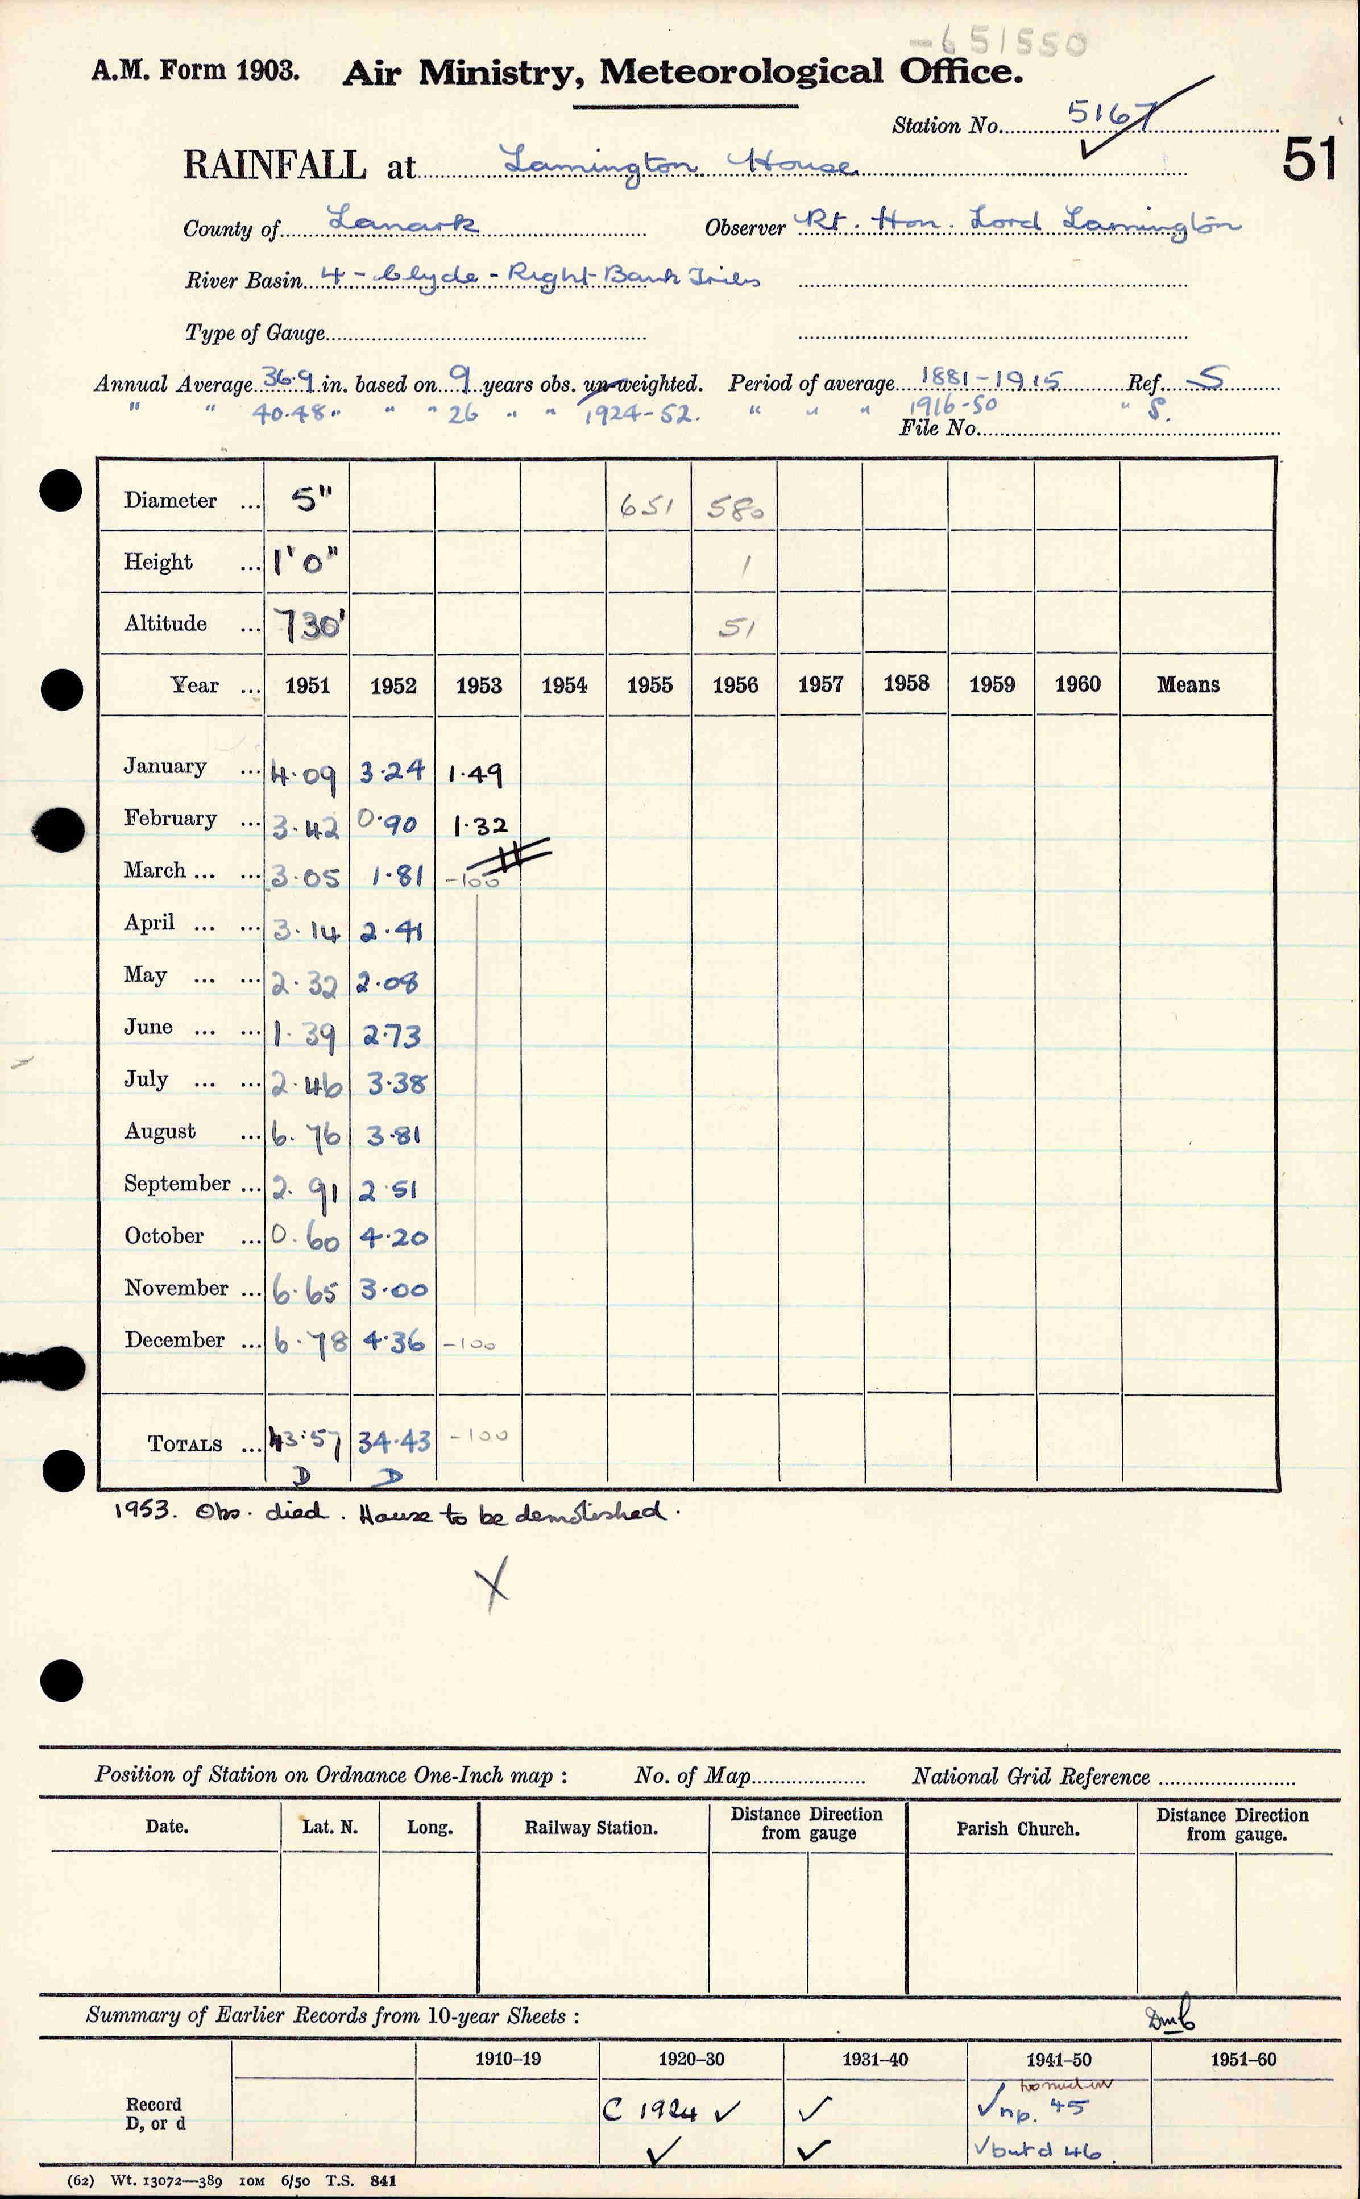 -651550
A.M. Form 1903. Air Ministry, Meteorological Office.
Station No. 5167
51
RAINFALL at Lamington House
County of Lanark Observer Rt. Hon. Lord Lamington
River Basin 4 - Clyde - Right Bank Tribs
Type of Gauge
Annual Average 36.9 in. based on 9 years obs. un-weighted. Period of average 1881-1915 Ref. S
" " 40.48 " " " 26 " " 1924-52. " " " 1916-50 " S.
File No.
Diameter ... 5" 651 580
Height ... 1'0" 1
Altitude ... 730' 51
Year ... 1951 1952 1953 1954 1955 1956 1957 1958 1959 1960 Means
January ... 4.09 3.24 1.49
February ... 3.42 0.90 1.32
March ... ... 3.05 1.81 -100
April ... ... 3.14 2.41
May ... ... 2.32 2.08
June ... ... 1.39 2.73
July ... ... 2.46 3.38
August ... 6.76 3.81
September ... 2.91 2.51
October ... 0.60 4.20
November ... 6.65 3.00
December ... 6.78 4.36 -100
TOTALS ... 43.57 34.43 -100
D D
1953. Obs. died. House to be demolished.
X
Position of Station on Ordnance One-Inch map : No. of Map National Grid Reference
Date. Lat. N. Long. Railway Station. Distance Direction from gauge Parish Church. Distance Direction from gauge.
Summary of Earlier Records from 10-year Sheets :
1910-19 1920-30 1931-40 1941-50 1951-60
Record D, or d C 1924 ✓ ✓ ✓ np. 45
✓ ✓ ✓ but d 46.
(62) Wt. 13072—389 10M 6/50 T.S. 841